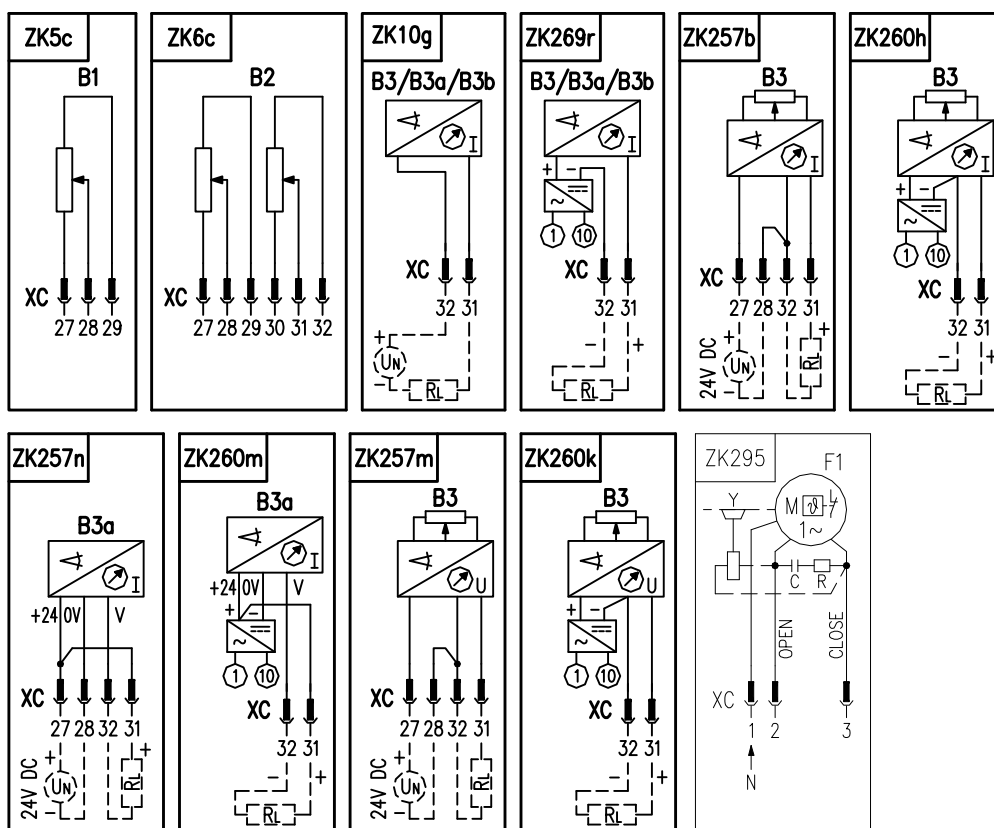 ZK5c
B1
XC
27 28 29
ZK6c
B2
XC
27 28 29 30 31 32
ZK10g
B3/B3a/B3b
I
XC
32 31
+
UN
-
RL
ZK269r
B3/B3a/B3b
I
+ -
~
1 10
XC
32 31
- +
RL
ZK257b
B3
I
XC
27 28 32 31
+ +
24V DC
UN
RL
-
ZK260h
B3
I
+ -
~
1 10
XC
32 31
- +
RL
ZK257n
B3a
I
+24 0V V
XC
27 28 32 31
+ +
24V DC
UN
RL
-
ZK260m
B3a
I
+24 0V V
+ -
~
1 10
XC
32 31
- +
RL
ZK257m
B3
U
XC
27 28 32 31
+ +
24V DC
UN
RL
-
ZK260k
B3
U
+ -
~
1 10
XC
32 31
- +
RL
ZK295
F1
Y
M ϑ
1~
C R
OPEN
CLOSE
XC
1 2 3
N